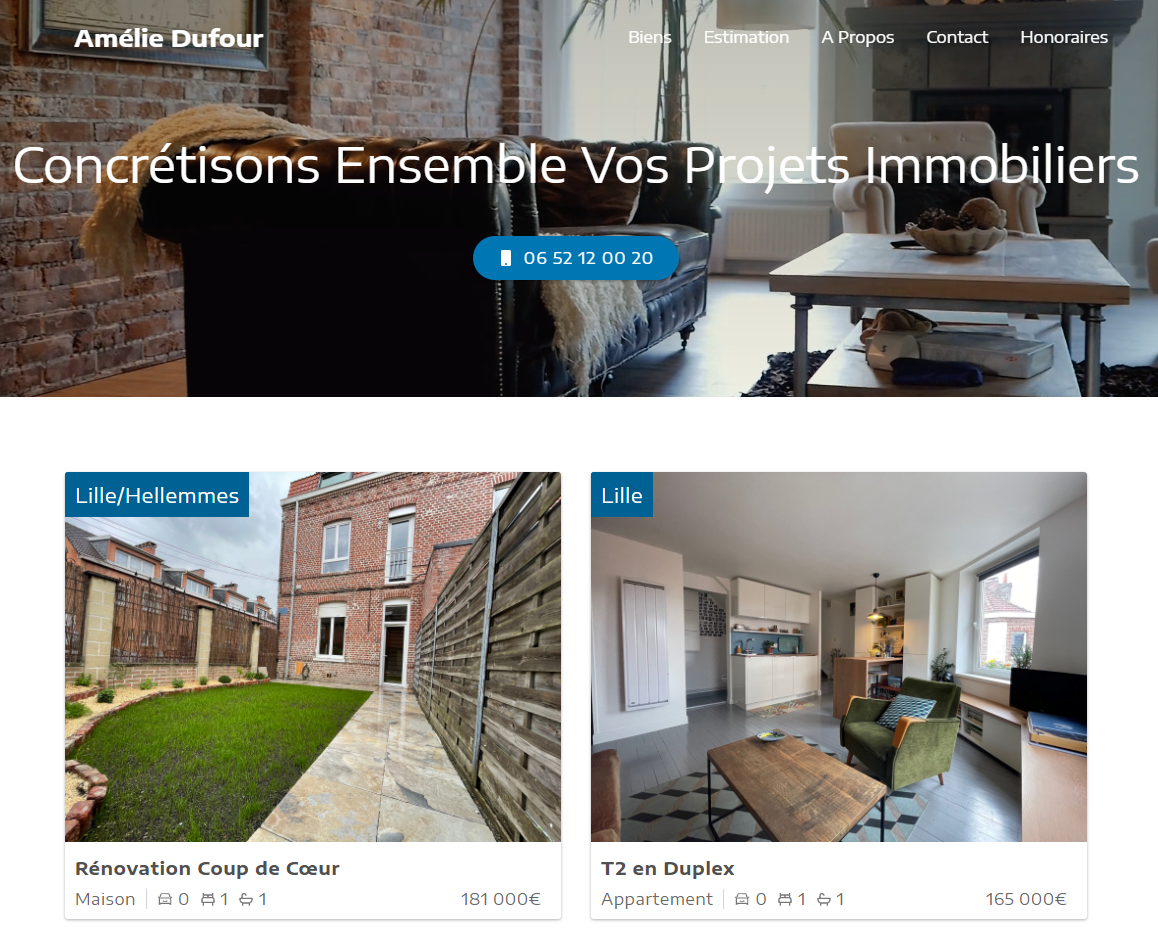 Amélie Dufour
Biens Estimation A Propos Contact Honoraires
Concrétisons Ensemble Vos Projets Immobiliers
06 52 12 00 20
Lille/Hellemmes
Rénovation Coup de Cœur
Maison 0 1 1 181 000€
Lille
T2 en Duplex
Appartement 0 1 1 165 000€